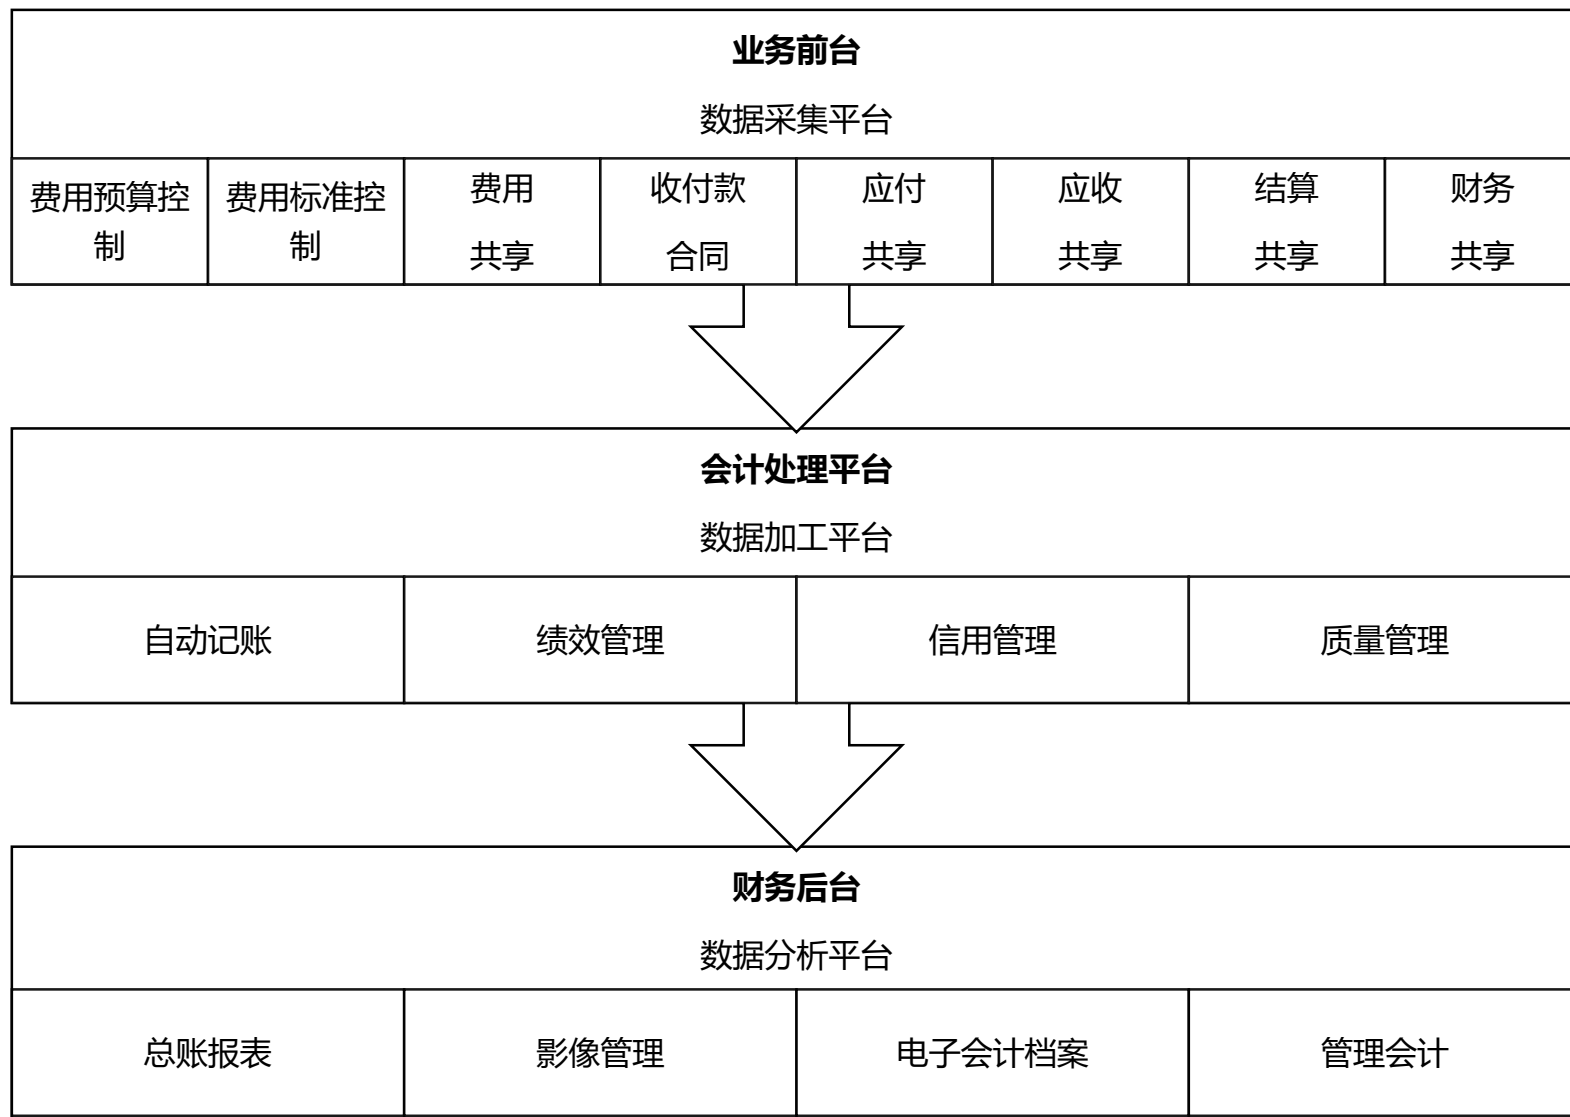 业务前台
数据采集平台
费用预算控
制
费用标准控
制
费用
共享
收付款
合同
应付
共享
应收
共享
结算
共享
财务
共享
会计处理平台
数据加工平台
自动记账
绩效管理
信用管理
质量管理
财务后台
数据分析平台
总账报表
影像管理
电子会计档案
管理会计